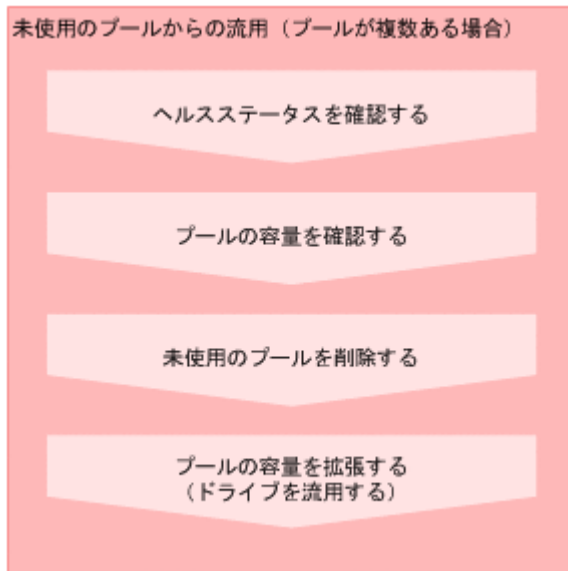 未使用のプールからの流用（プールが複数ある場合）
ヘルスステータスを確認する
プールの容量を確認する
未使用のプールを削除する
プールの容量を拡張する
（ドライブを流用する）